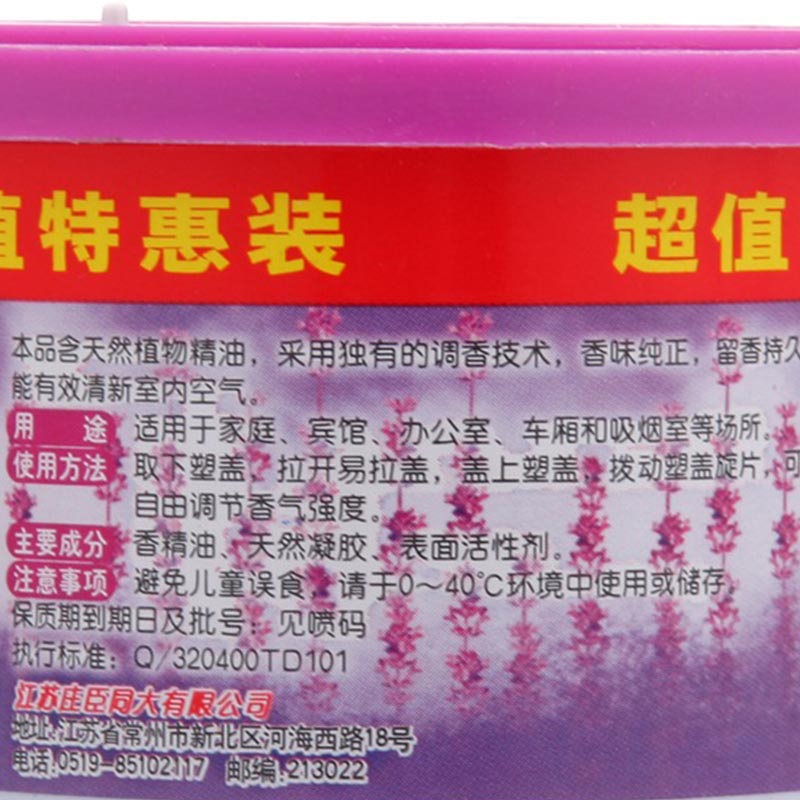 值特惠装 超值
本品含天然植物精油，采用独有的调香技术，香味纯正，留香持久
能有效清新室内空气。
用 途 适用于家庭、宾馆、办公室、车厢和吸烟室等场所。
使用方法 取下塑盖，拉开易拉盖，盖上塑盖，拨动塑盖旋片，可
自由调节香气强度。
主要成分 香精油、天然凝胶、表面活性剂。
注意事项 避免儿童误食，请于0～40℃环境中使用或储存。
保质期到期日及批号：见喷码
执行标准：Q/320400TD101
江苏庄臣同大有限公司
地址:江苏省常州市新北区河海西路18号
电话:0519-85102117 邮编:213022